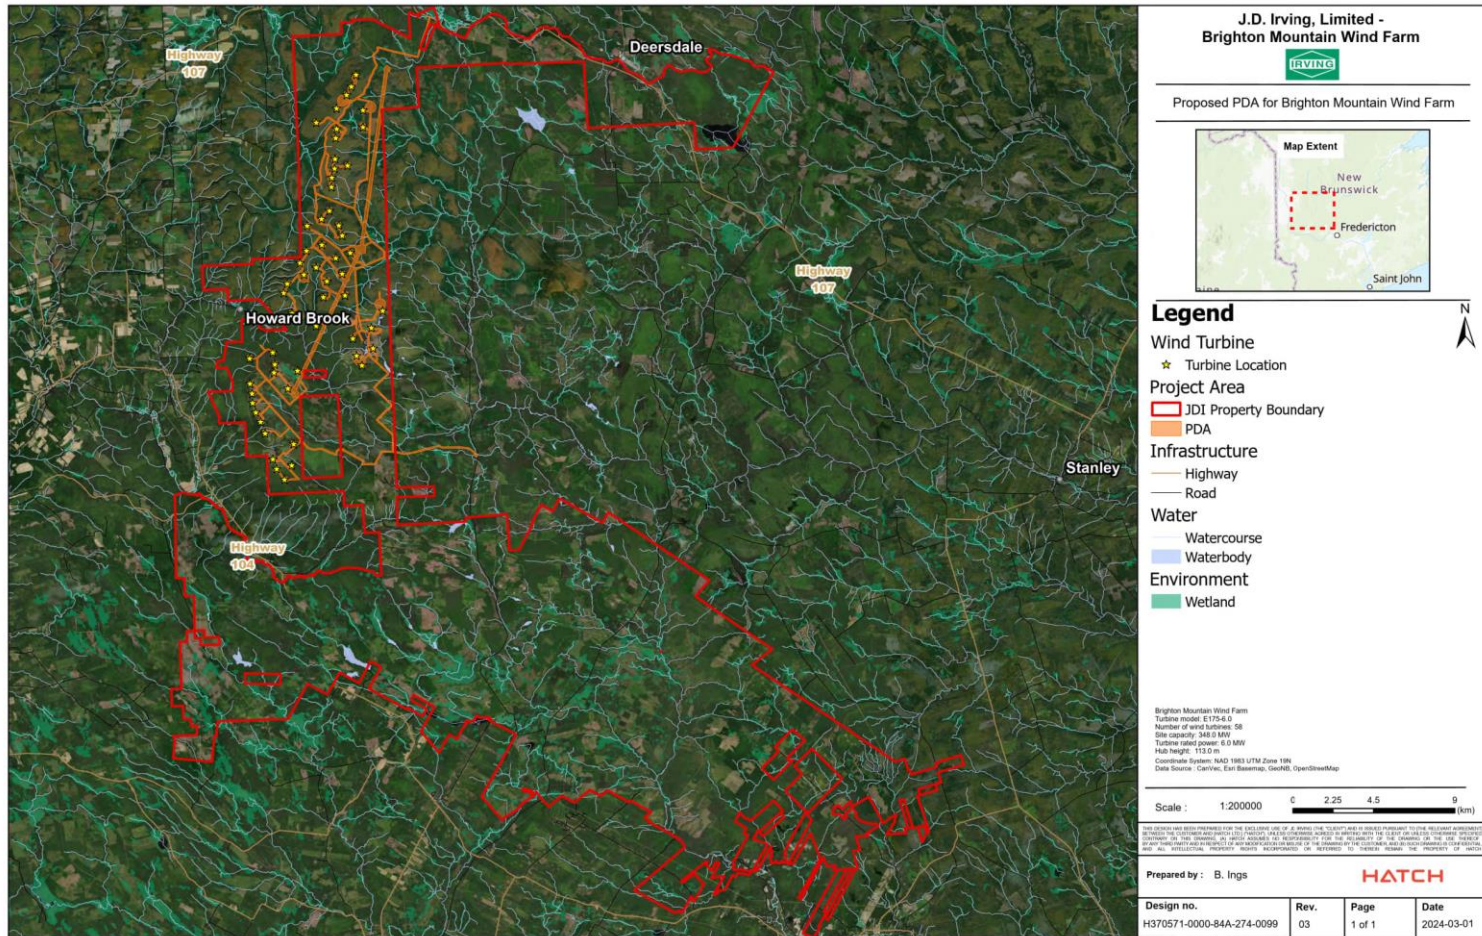 Highway
107
Deersdale
Highway
107
Howard Brook
Stanley
Highway
104
J.D. Irving, Limited -
Brighton Mountain Wind Farm
IRVING
Proposed PDA for Brighton Mountain Wind Farm
Map Extent
New
Brunswick
Fredericton
Saint John
Legend
N
Wind Turbine
Turbine Location
Project Area
JDI Property Boundary
PDA
Infrastructure
Highway
Road
Water
Watercourse
Waterbody
Environment
Wetland
Brighton Mountain Wind Farm
Turbine model: E175-6.0
Number of wind turbines: 58
Site capacity: 348.0 MW
Turbine rated power: 6.0 MW
Hub height: 113.0 m
Coordinate System: NAD 1983 UTM Zone 19N
Data Source : CanVec, Esri Basemap, GeoNB, OpenStreetMap
Scale : 1:200000 0 2.25 4.5 9 (km)
Prepared by : B. Ings HATCH
Design no. Rev. Page Date
H370571-0000-84A-274-0099 03 1 of 1 2024-03-01